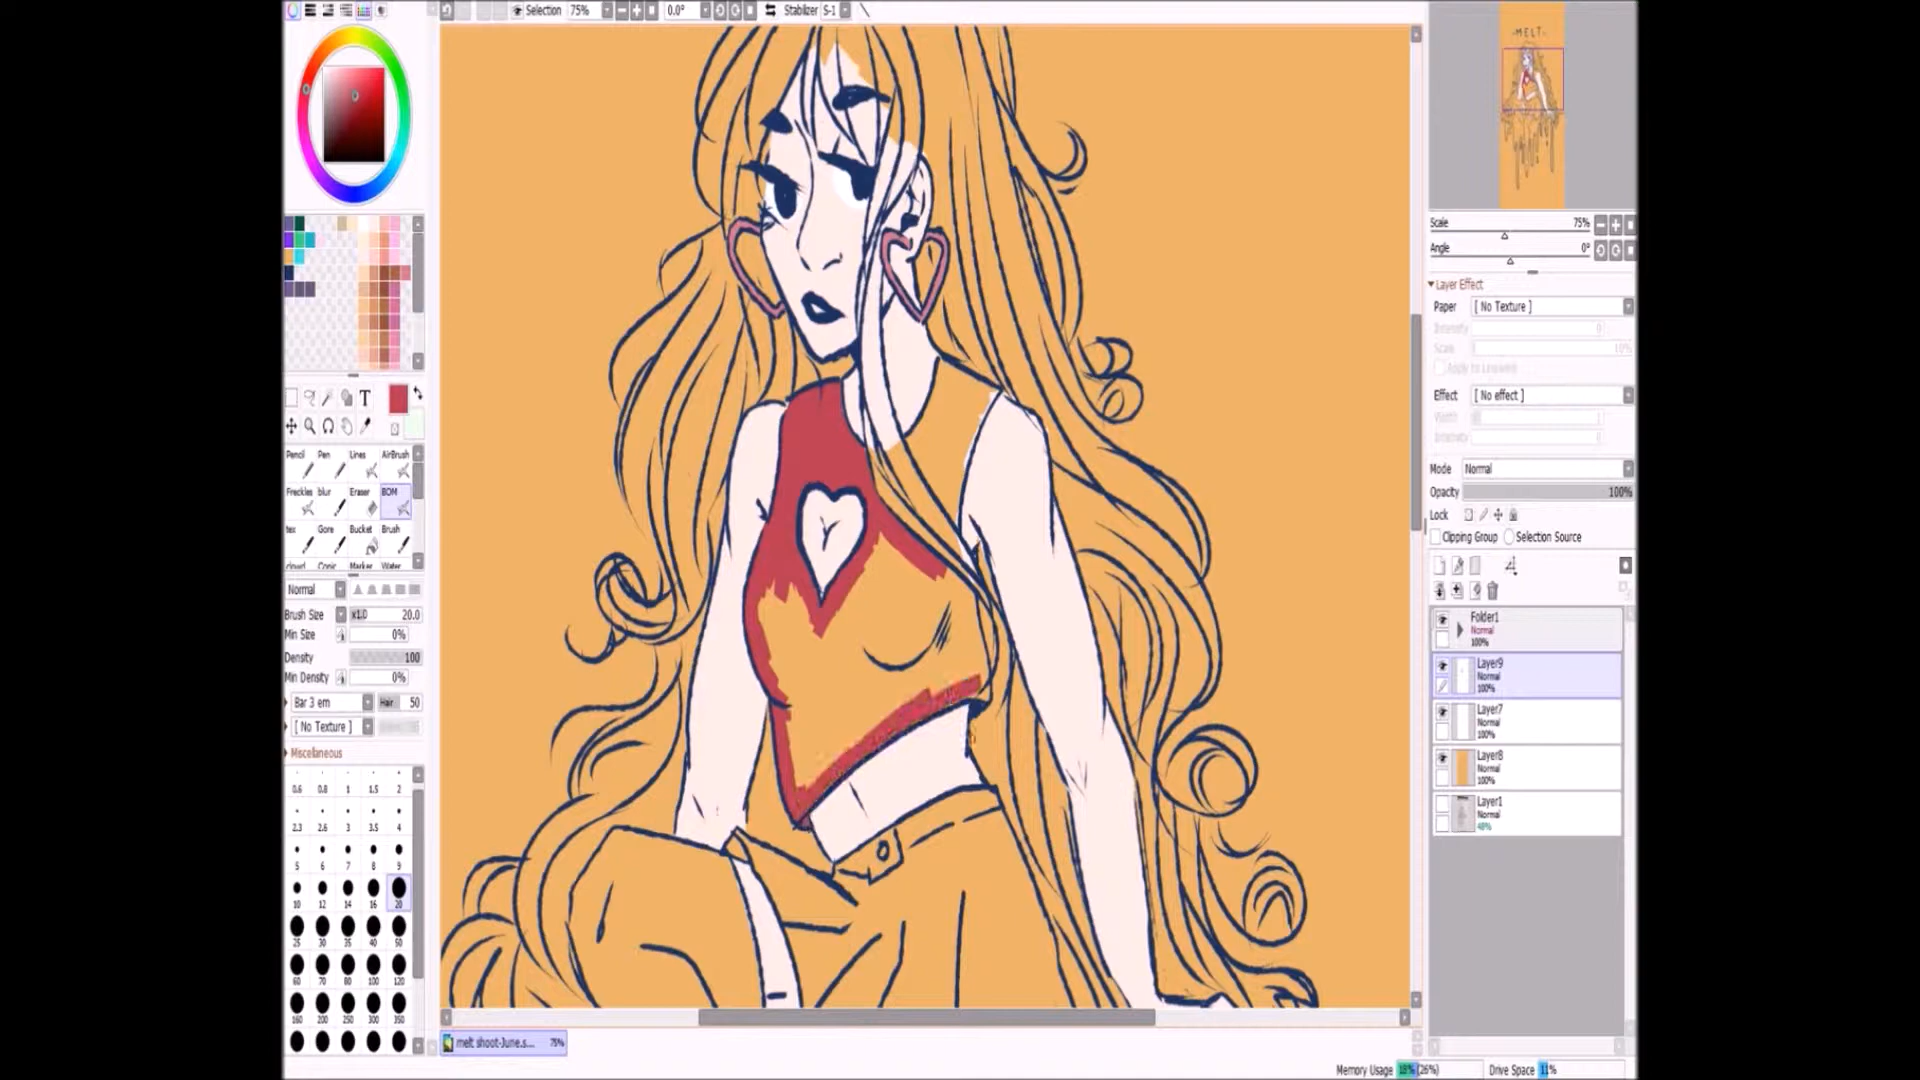 Selection 75% 0.0° Stabilizer S-1
MELT
Scale 75%
Angle 0°
Layer Effect
Paper [ No Texture ]
Intensity 0
Scale 10%
Effect [ No effect ]
Width 1
Intensity
Mode Normal
Opacity 100%
Lock
Clipping Group Selection Source
Folder1
Normal
100%
Layer9
Normal
100%
Layer7
Normal
100%
Layer8
Normal
100%
Layer1
Normal
48%
T
Pencil Pen Lines AirBrush
Freckles blur Eraser BOM
tex Gore Bucket Brush
cloud Copic Marker Water
Normal
Brush Size x1.0 20.0
Min Size 0%
Density 100
Min Density 0%
Bar 3 em Hair 50
[ No Texture ]
Miscellaneous
0.6 0.8 1 1.5 2
2.3 2.6 3 3.5 4
5 6 7 8 9
10 12 14 16 20
25 30 35 40 50
60 70 80 100 120
160 200 250 300 350
melt shoot-June.s... 75%
Memory Usage 18% (26%) Drive Space 11%